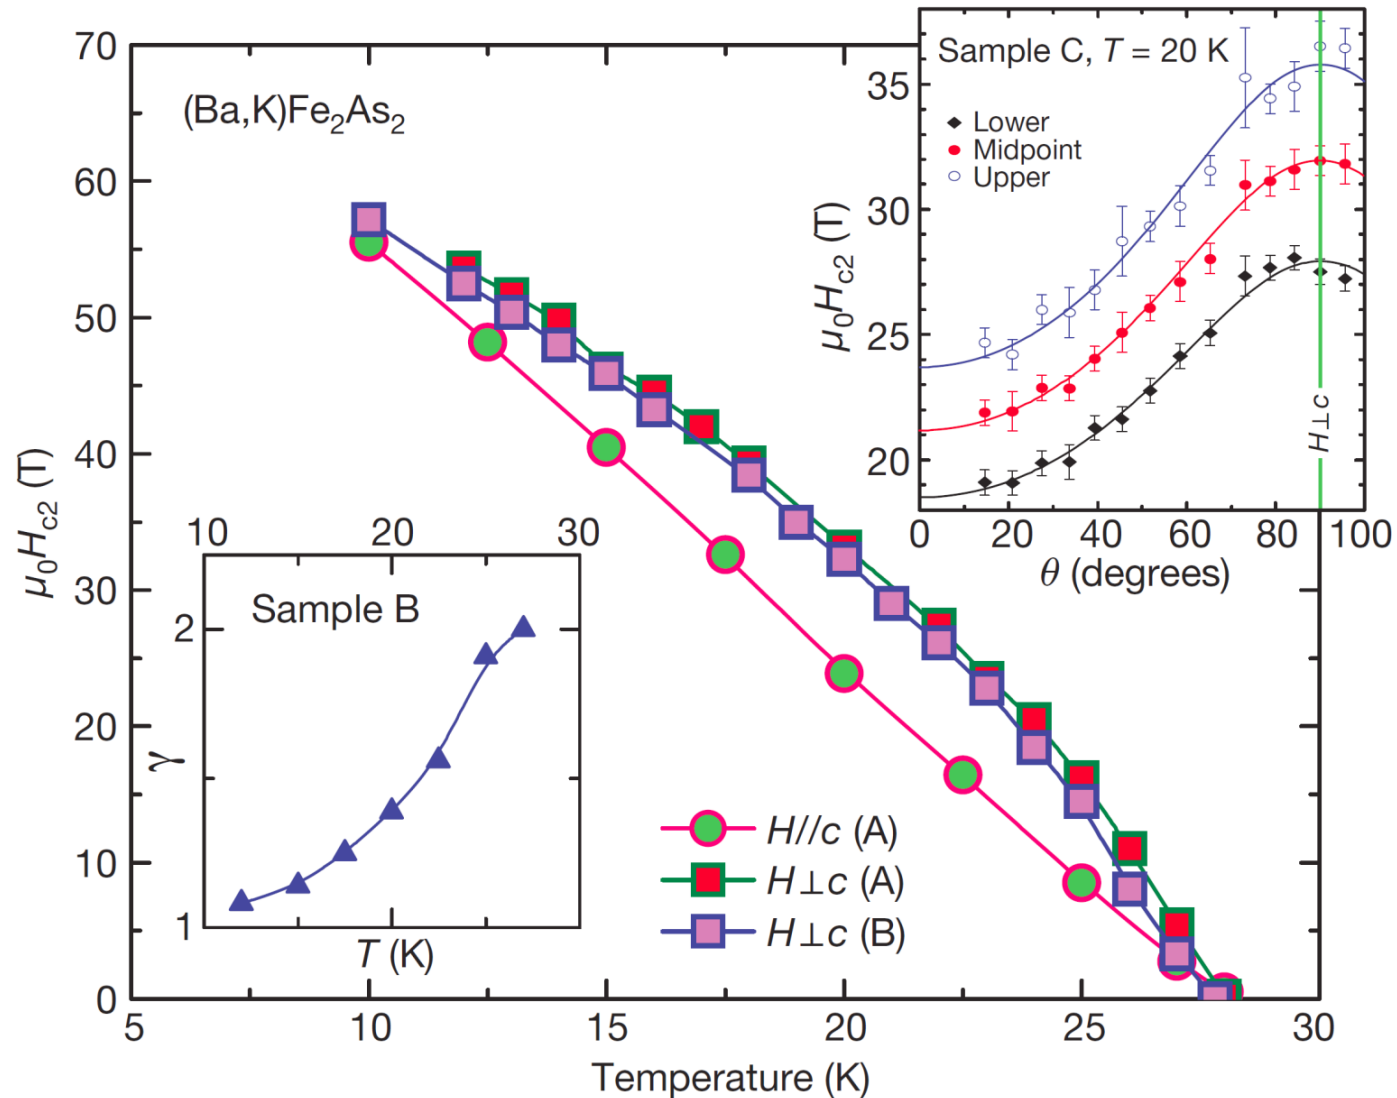 70
60
50
40
30
20
10
0
μ₀H_c2 (T)
(Ba,K)Fe₂As₂
5
10
15
20
25
30
Temperature (K)
H//c (A)
H⊥c (A)
H⊥c (B)
10
20
30
Sample B
2
1
γ
T (K)
Sample C, T = 20 K
Lower
Midpoint
Upper
35
30
25
20
μ₀H_c2 (T)
H⊥c
0
20
40
60
80
100
θ (degrees)